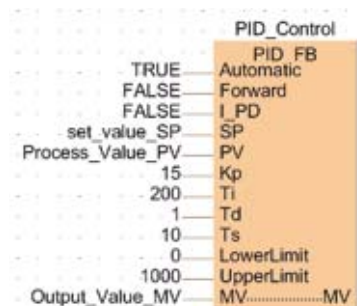 PID_Control
PID_FB
TRUE Automatic
FALSE Forward
FALSE I_PD
set_value_SP SP
Process_Value_PV PV
15 Kp
200 Ti
1 Td
10 Ts
0 LowerLimit
1000 UpperLimit
Output_Value_MV MV MV